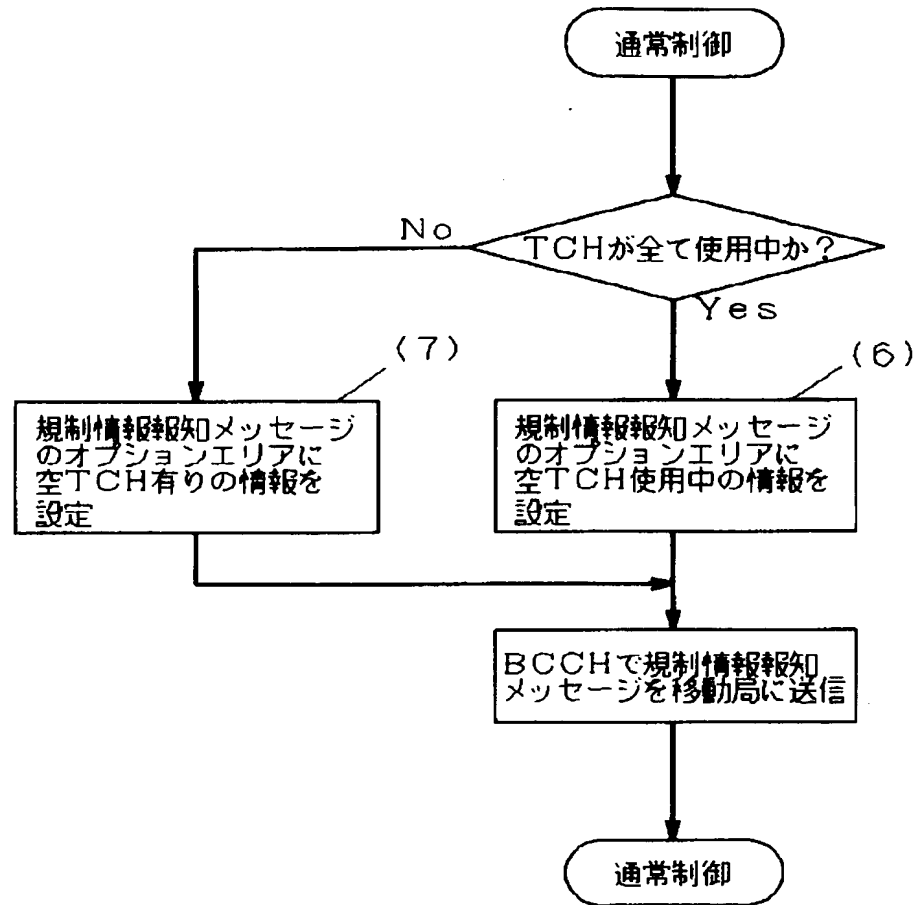 通常制御
TCHが全て使用中か?
No
Yes
(7)
(6)
規制情報報知メッセージ
のオプションエリアに
空TCH有りの情報を
設定
規制情報報知メッセージ
のオプションエリアに
空TCH使用中の情報を
設定
BCCHで規制情報報知
メッセージを移動局に送信
通常制御